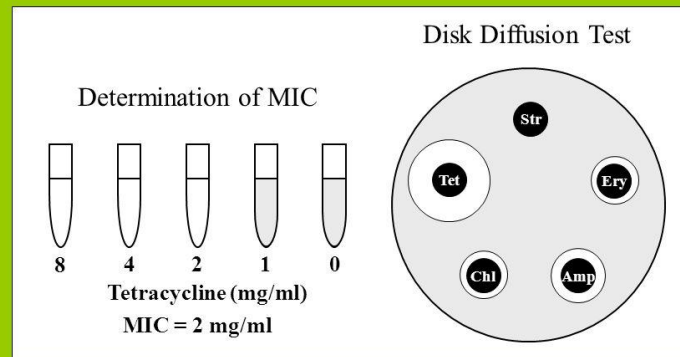 Disk Diffusion Test
Determination of MIC
Str
Tet
Ery
Chl
Amp
8 4 2 1 0
Tetracycline (mg/ml)
MIC = 2 mg/ml